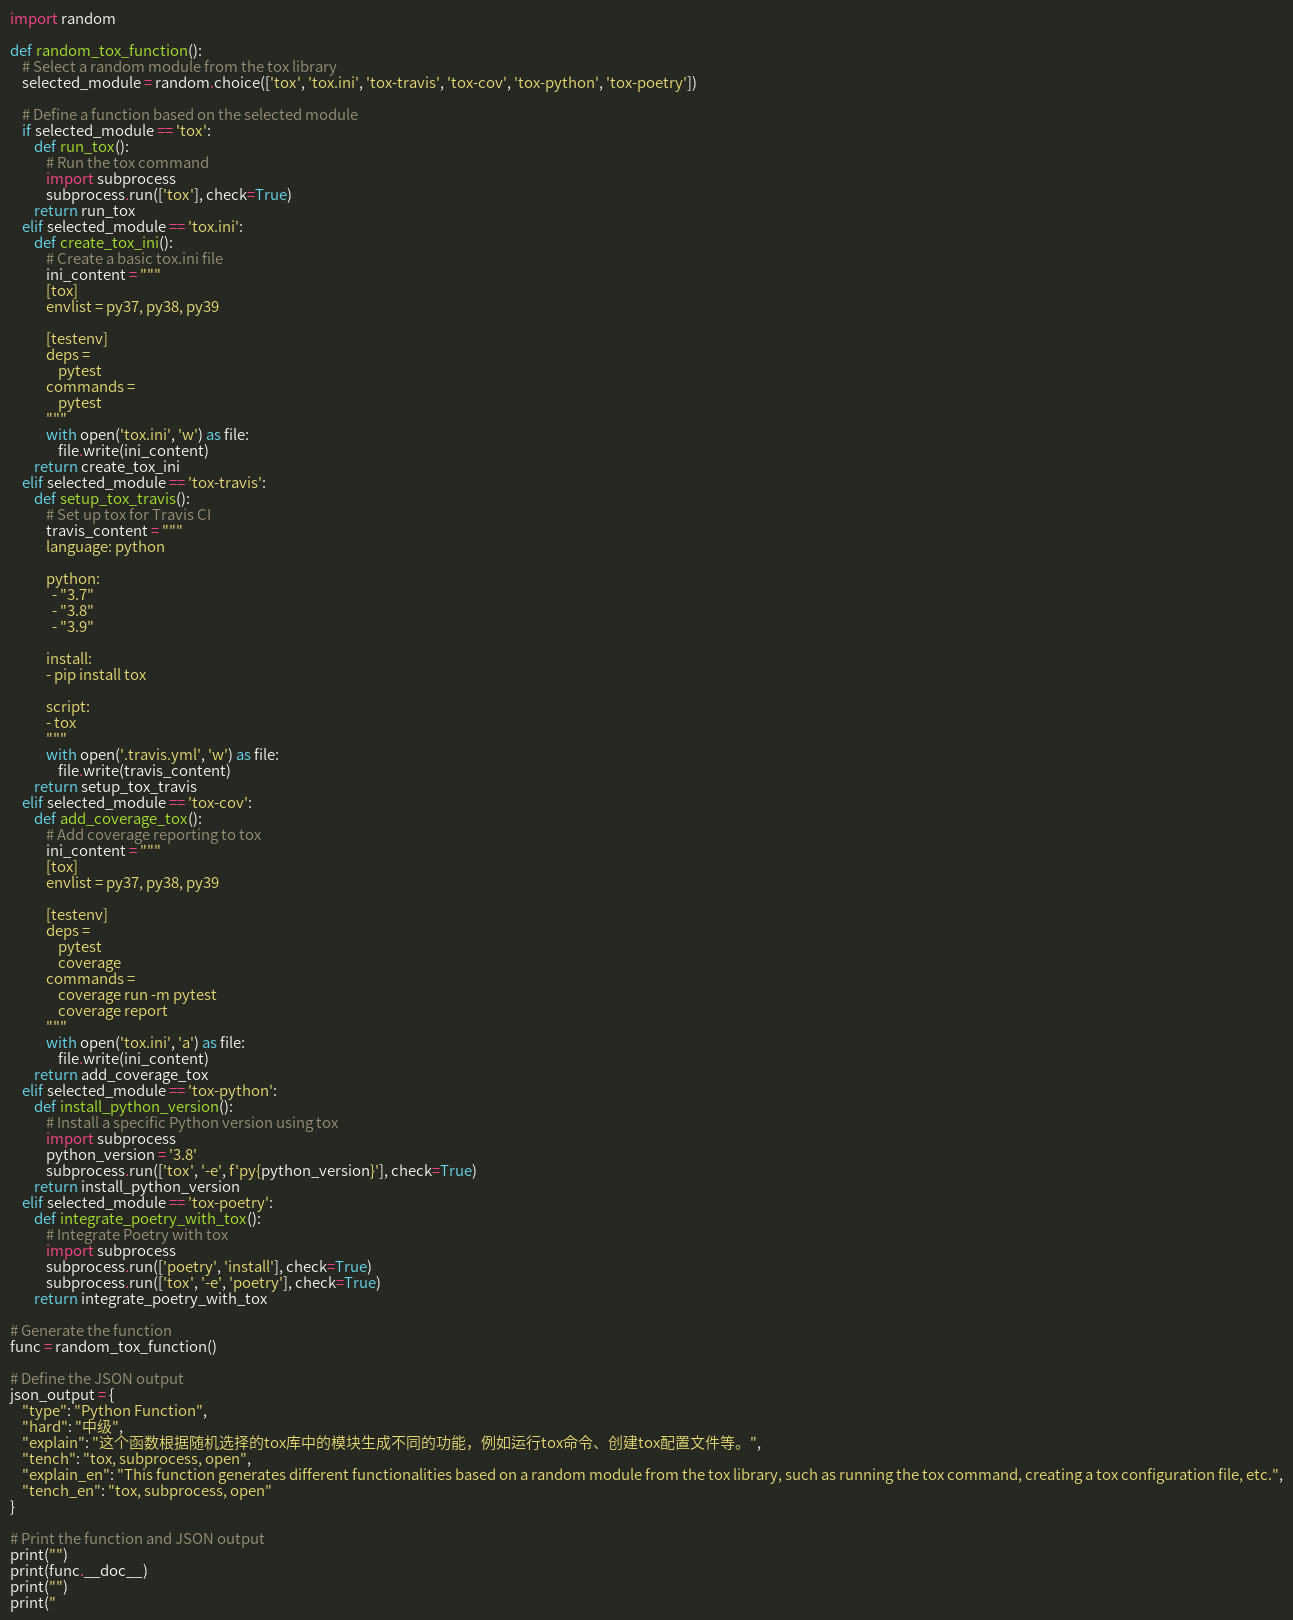 import random

def random_tox_function():
    # Select a random module from the tox library
    selected_module = random.choice(['tox', 'tox.ini', 'tox-travis', 'tox-cov', 'tox-python', 'tox-poetry'])

    # Define a function based on the selected module
    if selected_module == 'tox':
        def run_tox():
            # Run the tox command
            import subprocess
            subprocess.run(['tox'], check=True)
        return run_tox
    elif selected_module == 'tox.ini':
        def create_tox_ini():
            # Create a basic tox.ini file
            ini_content = """
            [tox]
            envlist = py37, py38, py39

            [testenv]
            deps =
                pytest
            commands =
                pytest
            """
            with open('tox.ini', 'w') as file:
                file.write(ini_content)
        return create_tox_ini
    elif selected_module == 'tox-travis':
        def setup_tox_travis():
            # Set up tox for Travis CI
            travis_content = """
            language: python

            python:
              - "3.7"
              - "3.8"
              - "3.9"

            install:
            - pip install tox

            script:
            - tox
            """
            with open('.travis.yml', 'w') as file:
                file.write(travis_content)
        return setup_tox_travis
    elif selected_module == 'tox-cov':
        def add_coverage_tox():
            # Add coverage reporting to tox
            ini_content = """
            [tox]
            envlist = py37, py38, py39

            [testenv]
            deps =
                pytest
                coverage
            commands =
                coverage run -m pytest
                coverage report
            """
            with open('tox.ini', 'a') as file:
                file.write(ini_content)
        return add_coverage_tox
    elif selected_module == 'tox-python':
        def install_python_version():
            # Install a specific Python version using tox
            import subprocess
            python_version = '3.8'
            subprocess.run(['tox', '-e', f'py{python_version}'], check=True)
        return install_python_version
    elif selected_module == 'tox-poetry':
        def integrate_poetry_with_tox():
            # Integrate Poetry with tox
            import subprocess
            subprocess.run(['poetry', 'install'], check=True)
            subprocess.run(['tox', '-e', 'poetry'], check=True)
        return integrate_poetry_with_tox

# Generate the function
func = random_tox_function()

# Define the JSON output
json_output = {
    "type": "Python Function",
    "hard": "中级",
    "explain": "这个函数根据随机选择的tox库中的模块生成不同的功能，例如运行tox命令、创建tox配置文件等。",
    "tench": "tox, subprocess, open",
    "explain_en": "This function generates different functionalities based on a random module from the tox library, such as running the tox command, creating a tox configuration file, etc.",
    "tench_en": "tox, subprocess, open"
}

# Print the function and JSON output
print("")
print(func.__doc__)
print("")
print("